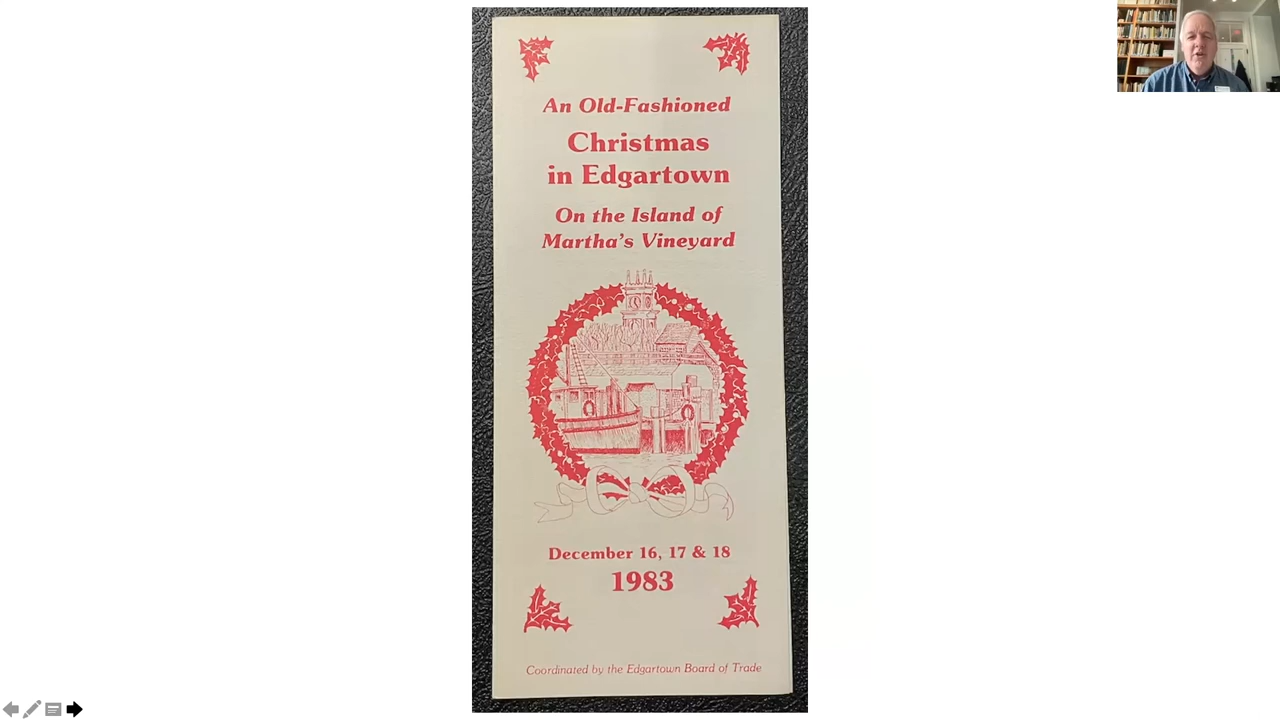 An Old-Fashioned
Christmas
in Edgartown
On the Island of
Martha's Vineyard
December 16, 17 & 18
1983
Coordinated by the Edgartown Board of Trade